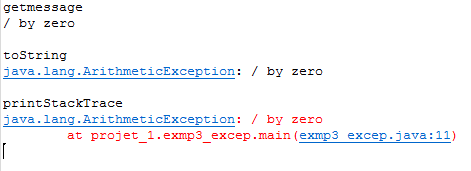 getmessage
/ by zero
toString
java.lang.ArithmeticException: / by zero
printStackTrace
java.lang.ArithmeticException: / by zero
at projet_1.exmp3_excep.main(exmp3_excep.java:11)